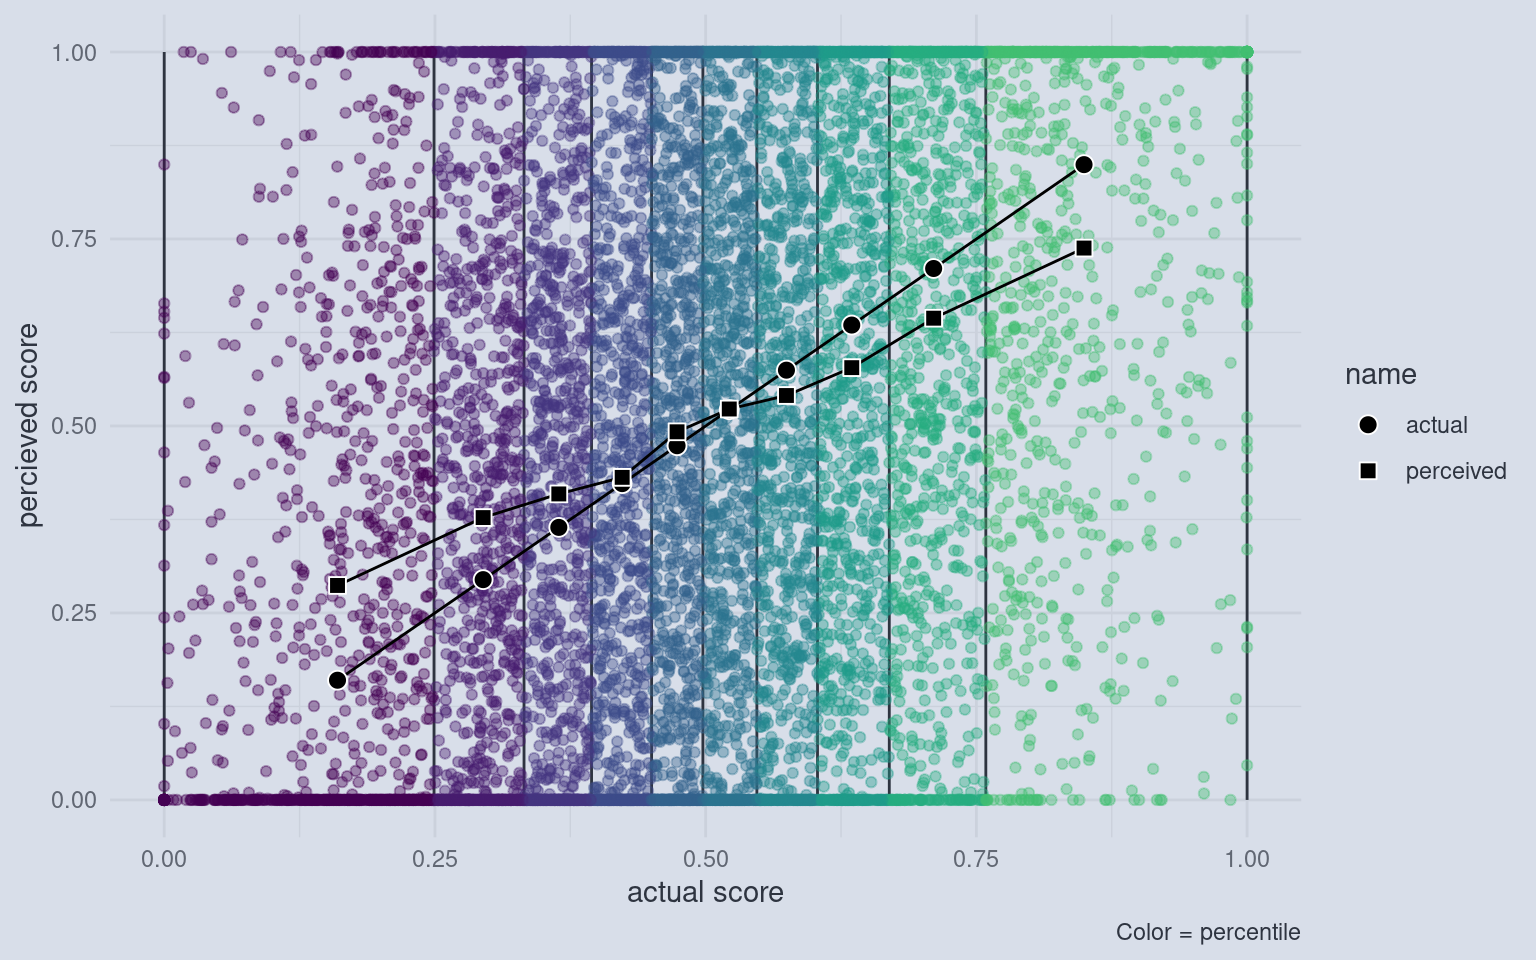 1.00
0.75
0.50
0.25
0.00
percieved score
0.00 0.25 0.50 0.75 1.00
actual score
name
actual
perceived
Color = percentile